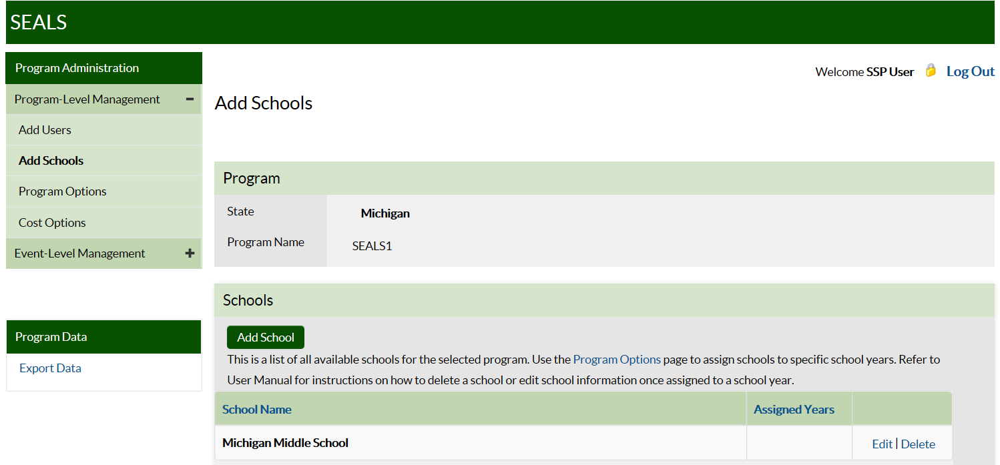 SEALS
Program Administration
Program-Level Management
Add Users
Add Schools
Program Options
Cost Options
Event-Level Management
Program Data
Export Data
Welcome SSP User Log Out
Add Schools
Program
State Michigan
Program Name SEALS1
Schools
Add School
This is a list of all available schools for the selected program. Use the Program Options page to assign schools to specific school years. Refer to
User Manual for instructions on how to delete a school or edit school information once assigned to a school year.
School Name Assigned Years
Michigan Middle School Edit | Delete